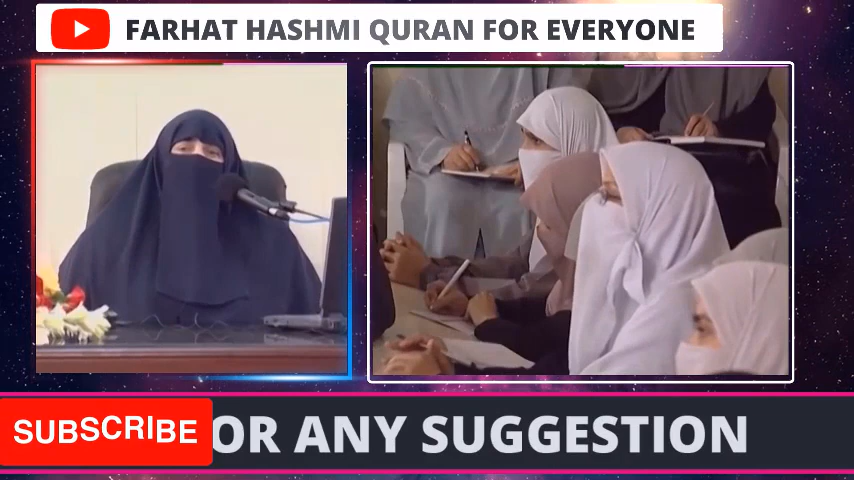 FARHAT HASHMI QURAN FOR EVERYONE
SUBSCRIBE
OR ANY SUGGESTION